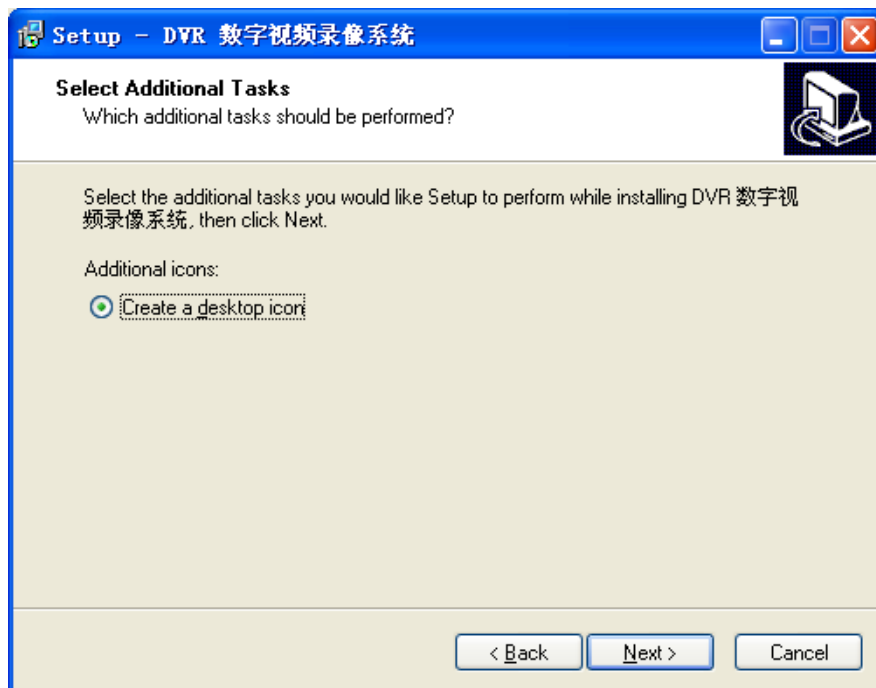 Setup - DVR 数字视频录像系统
Select Additional Tasks
Which additional tasks should be performed?
Select the additional tasks you would like Setup to perform while installing DVR 数字视
频录像系统, then click Next.
Additional icons:
Create a desktop icon
< Back
Next >
Cancel